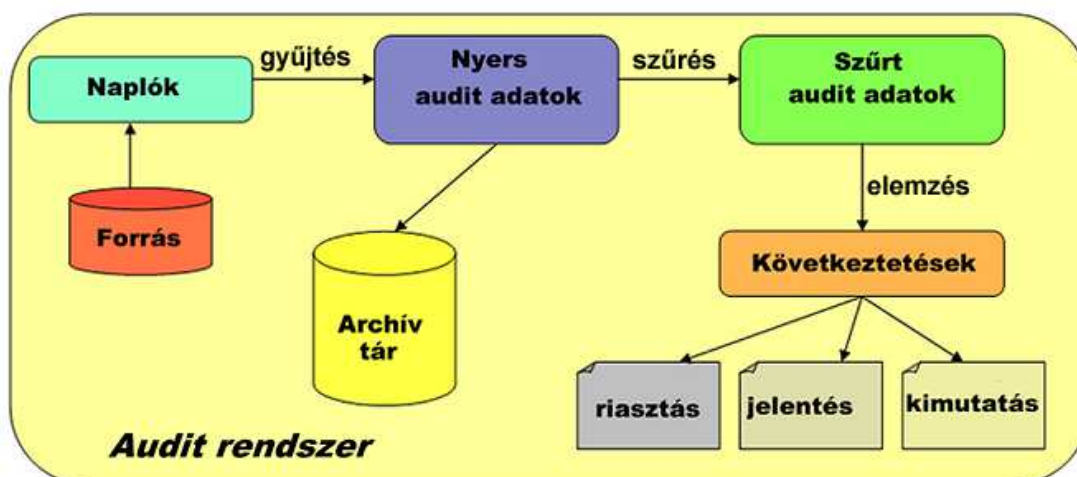 Naplók
gyűjtés
Nyers
audit adatok
szűrés
Szűrt
audit adatok
Forrás
elemzés
Archív
tár
Következtetések
riasztás
jelentés
kimutatás
Audit rendszer